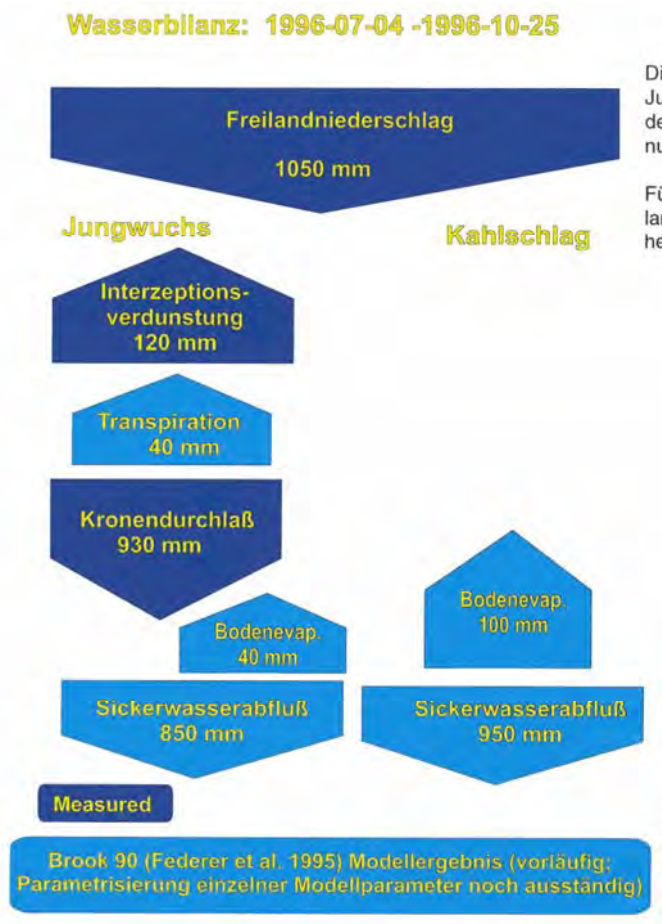 Wasserbilanz: 1996-07-04 -1996-10-25
Freilandniederschlag
1050 mm
Jungwuchs
Kahlschlag
Interzeptions-
verdunstung
120 mm
Transpiration
40 mm
Kronendurchlaß
930 mm
Bodenevap.
40 mm
Bodenevap.
100 mm
Sickerwasserabfluß
850 mm
Sickerwasserabfluß
950 mm
Measured
Brook 90 (Federer et al. 1995) Modellergebnis (vorläufig;
Parametrisierung einzelner Modellparameter noch ausständig)